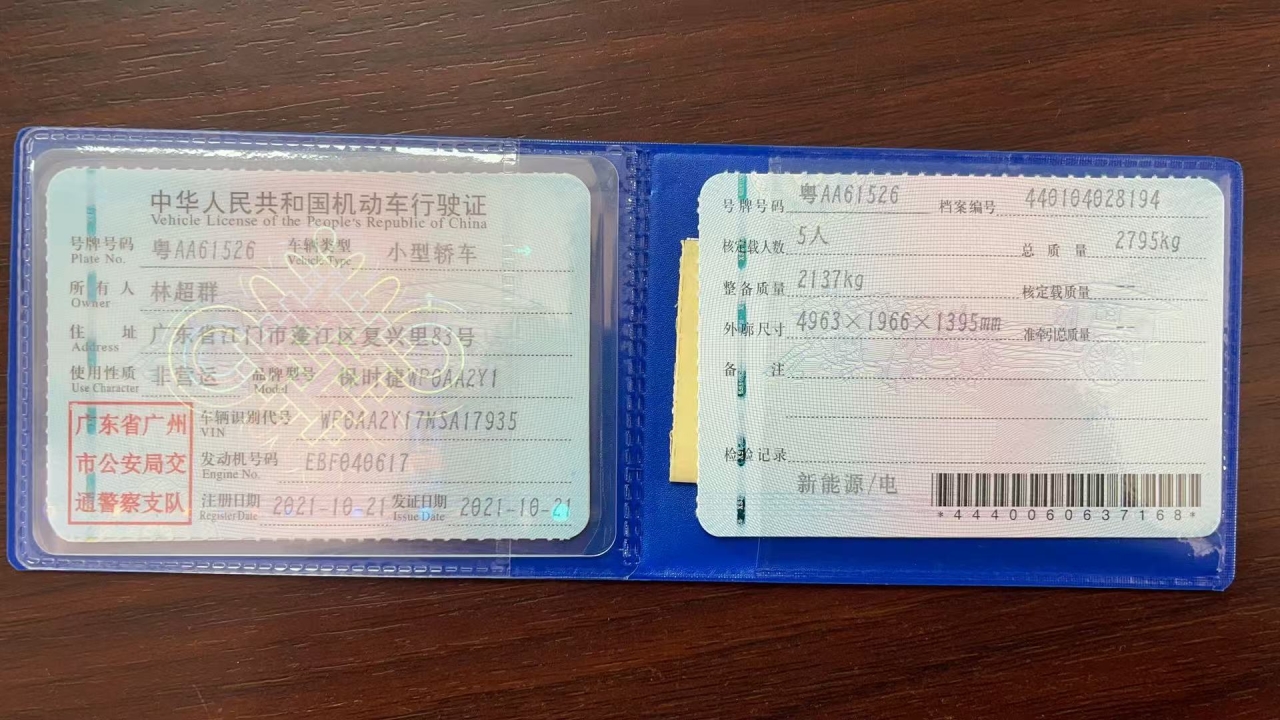 中华人民共和国机动车行驶证
Vehicle License of the People's Republic of China
号牌号码 粤AA61526 车辆类型 小型轿车
Plate No. Vehicle Type
所有人 林超群
Owner
住址 广东省江门市蓬江区复兴里83号
Address
使用性质 非营运 品牌型号 保时捷WP0AA2Y1
Use Character Model
广东省广州
市公安局交
通警察支队
车辆识别代号 WP0AA2Y17MSA17935
VIN
发动机号码 EBF040617
Engine No.
注册日期 2021-10-21 发证日期 2021-10-21
Register Date Issue Date
号牌号码 粤AA61526 档案编号 440104028194
核定载人数 5人 总质量 2795kg
整备质量 2137kg 核定载质量 --
外廓尺寸 4963×1966×1395mm 准牵引总质量 --
备注
检验记录
新能源/电
*4440060637168*